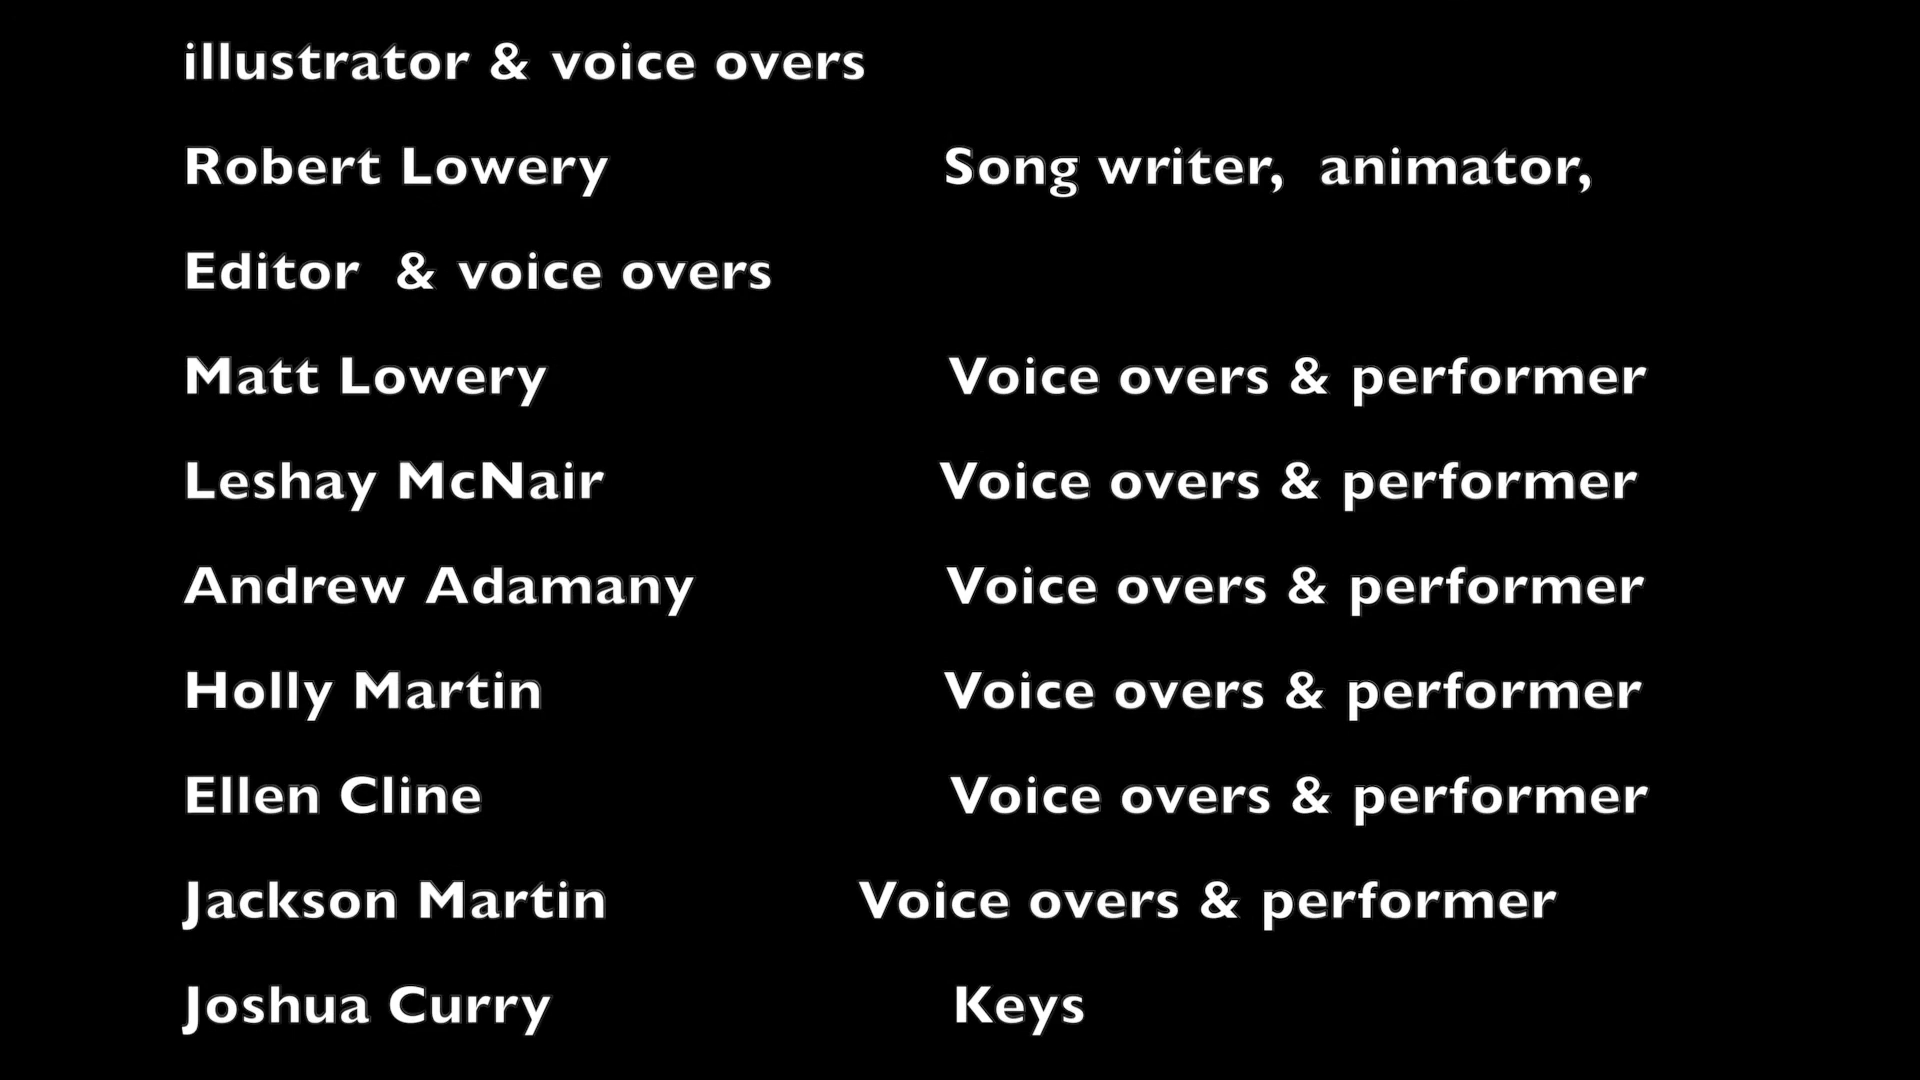 illustrator & voice overs
Robert Lowery Song writer, animator,
Editor & voice overs
Matt Lowery Voice overs & performer
Leshay McNair Voice overs & performer
Andrew Adamany Voice overs & performer
Holly Martin Voice overs & performer
Ellen Cline Voice overs & performer
Jackson Martin Voice overs & performer
Joshua Curry Keys